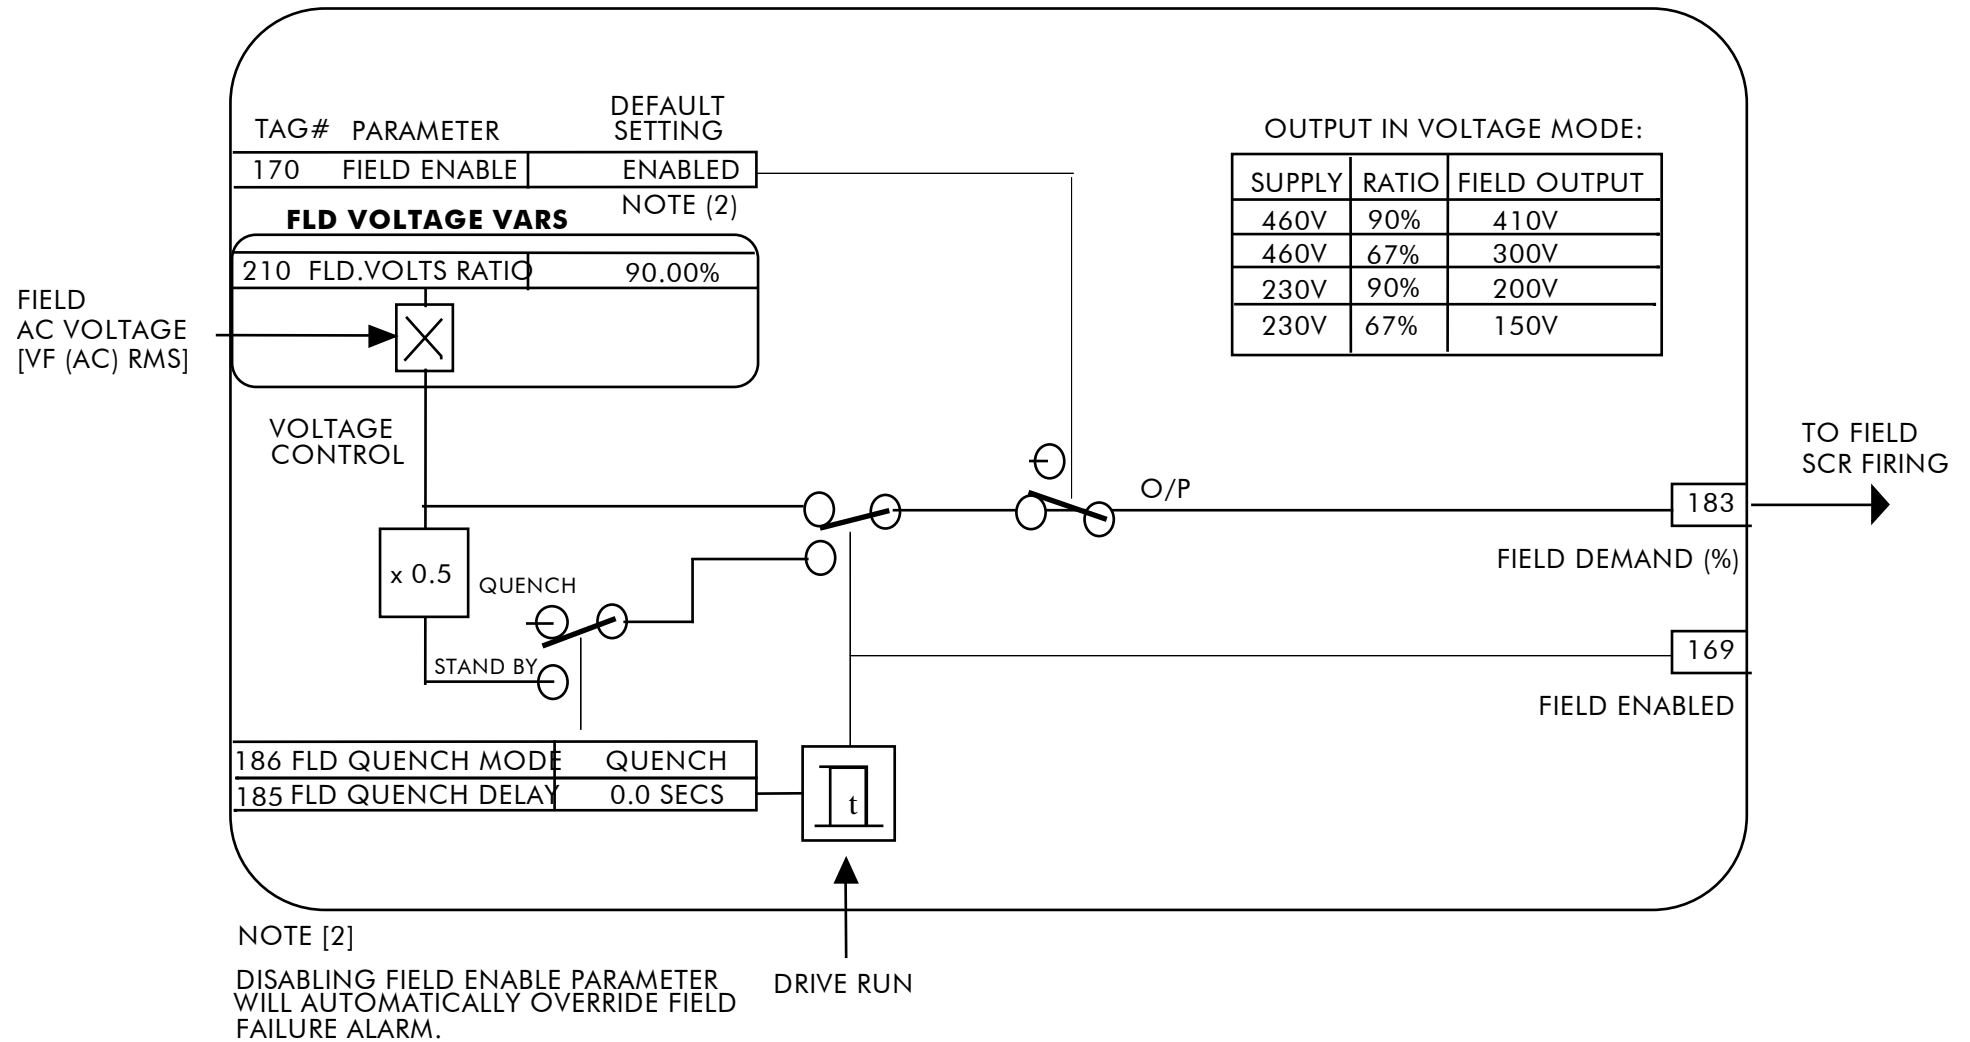 TAG# PARAMETER DEFAULT SETTING
170 FIELD ENABLE ENABLED
NOTE (2)
FLD VOLTAGE VARS
210 FLD.VOLTS RATIO 90.00%
FIELD
AC VOLTAGE
[VF (AC) RMS]
VOLTAGE
CONTROL
OUTPUT IN VOLTAGE MODE:
SUPPLY RATIO FIELD OUTPUT
460V 90% 410V
460V 67% 300V
230V 90% 200V
230V 67% 150V
O/P
183
TO FIELD
SCR FIRING
FIELD DEMAND (%)
x 0.5
QUENCH
STAND BY
169
FIELD ENABLED
186 FLD QUENCH MODE QUENCH
185 FLD QUENCH DELAY 0.0 SECS
t
DRIVE RUN
NOTE [2]
DISABLING FIELD ENABLE PARAMETER
WILL AUTOMATICALLY OVERRIDE FIELD
FAILURE ALARM.